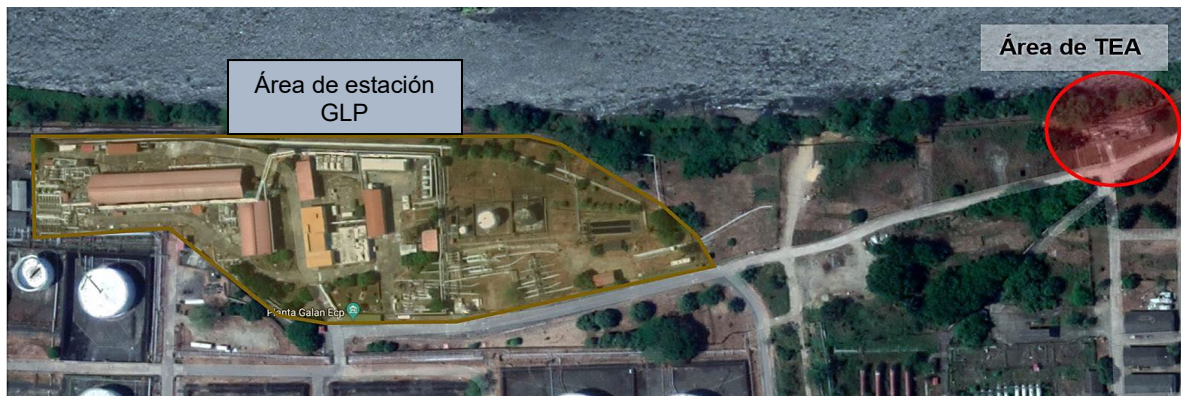 Área de TEA
Área de estación
GLP
Planta Galan Ecp